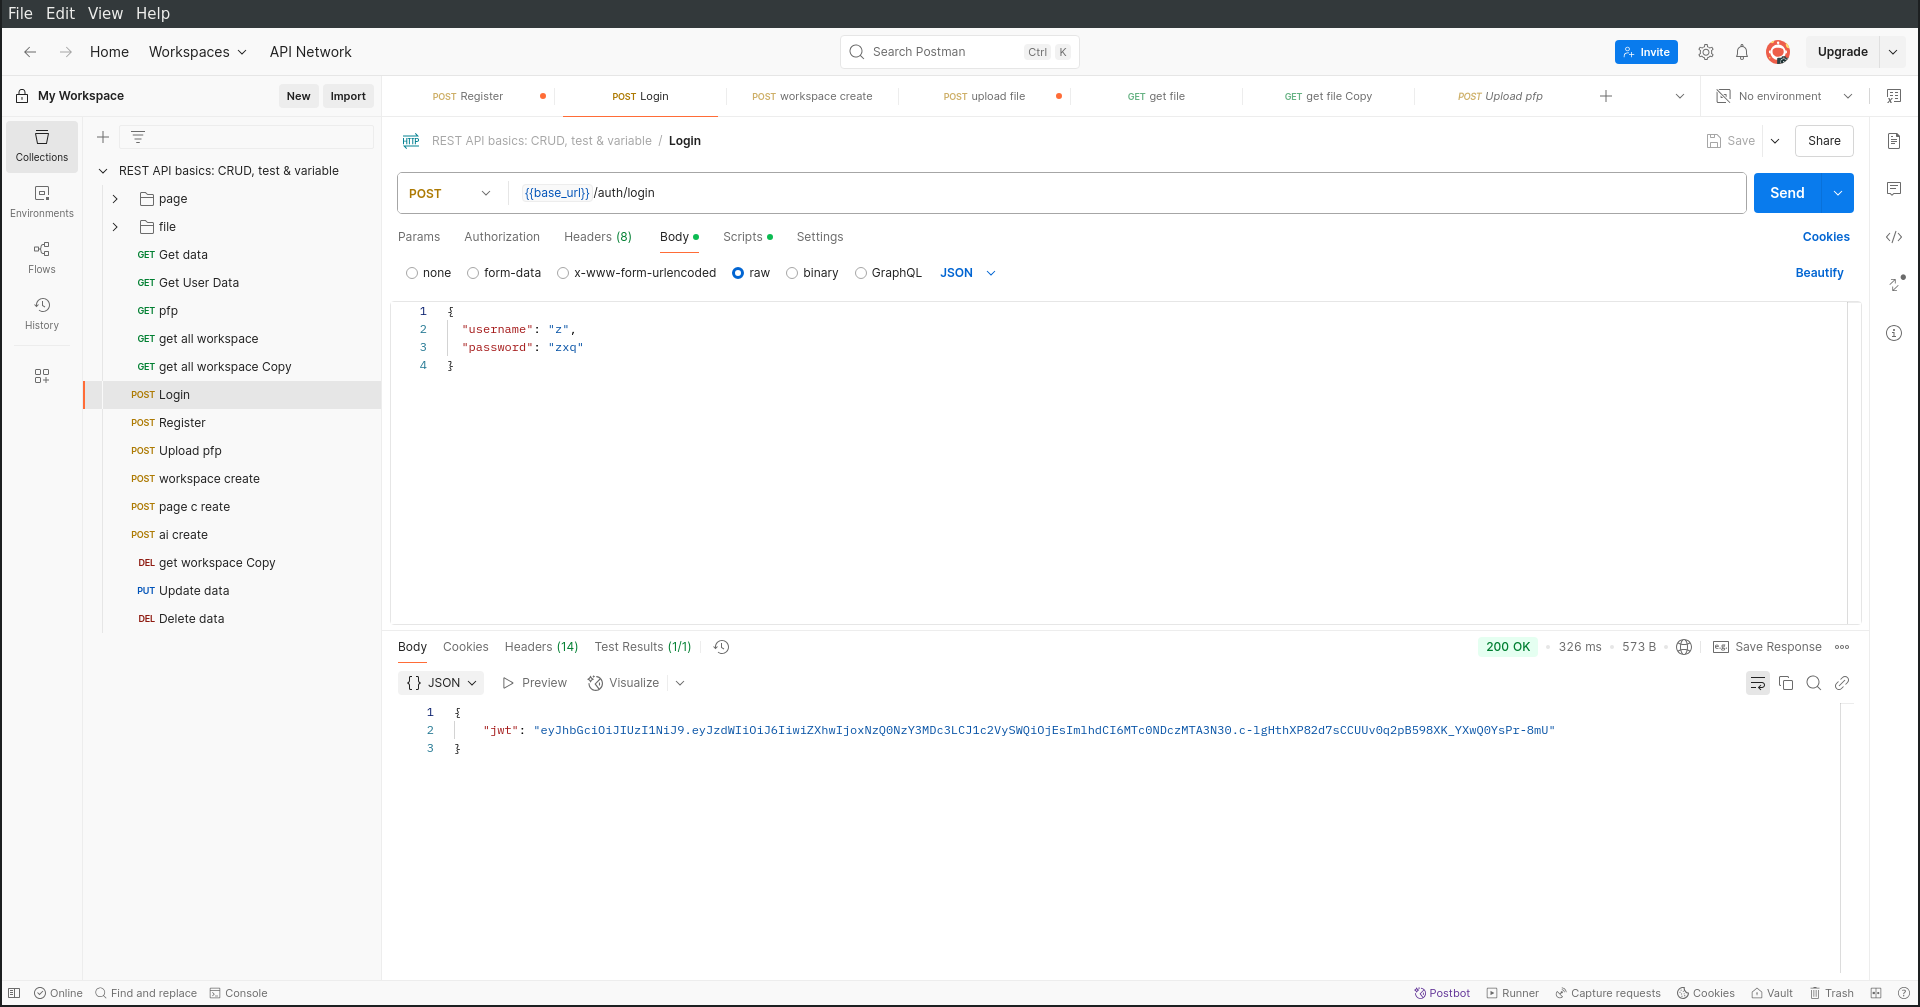 File Edit View Help
Home Workspaces API Network Search Postman Ctrl K Invite Upgrade
My Workspace New Import POST Register POST Login POST workspace create POST upload file GET get file GET get file Copy POST Upload pfp No environment
Collections
Environments
Flows
History
REST API basics: CRUD, test & variable
page
file
GET Get data
GET Get User Data
GET pfp
GET get all workspace
GET get all workspace Copy
POST Login
POST Register
POST Upload pfp
POST workspace create
POST page c reate
POST ai create
DEL get workspace Copy
PUT Update data
DEL Delete data
HTTP REST API basics: CRUD, test & variable / Login Save Share
POST {{base_url}} /auth/login Send
Params Authorization Headers (8) Body Scripts Settings Cookies
none form-data x-www-form-urlencoded raw binary GraphQL JSON Beautify
1 {
2 "username": "z",
3 "password": "zxq"
4 }
Body Cookies Headers (14) Test Results (1/1) 200 OK 326 ms 573 B e.g. Save Response
{} JSON Preview Visualize
1 {
2 "jwt": "eyJhbGciOiJIUzI1NiJ9.eyJzdWIiOiJ6IiwiZXhwIjoxNzQ0NzY3MDc3LCJ1c2VySWQiOjEsImlhdCI6MTc0NDczMTA3N30.c-lgHthXP82d7sCCUUv0q2pB598XK_YXwQ0YsPr-8mU"
3 }
Online Find and replace Console Postbot Runner Capture requests Cookies Vault Trash